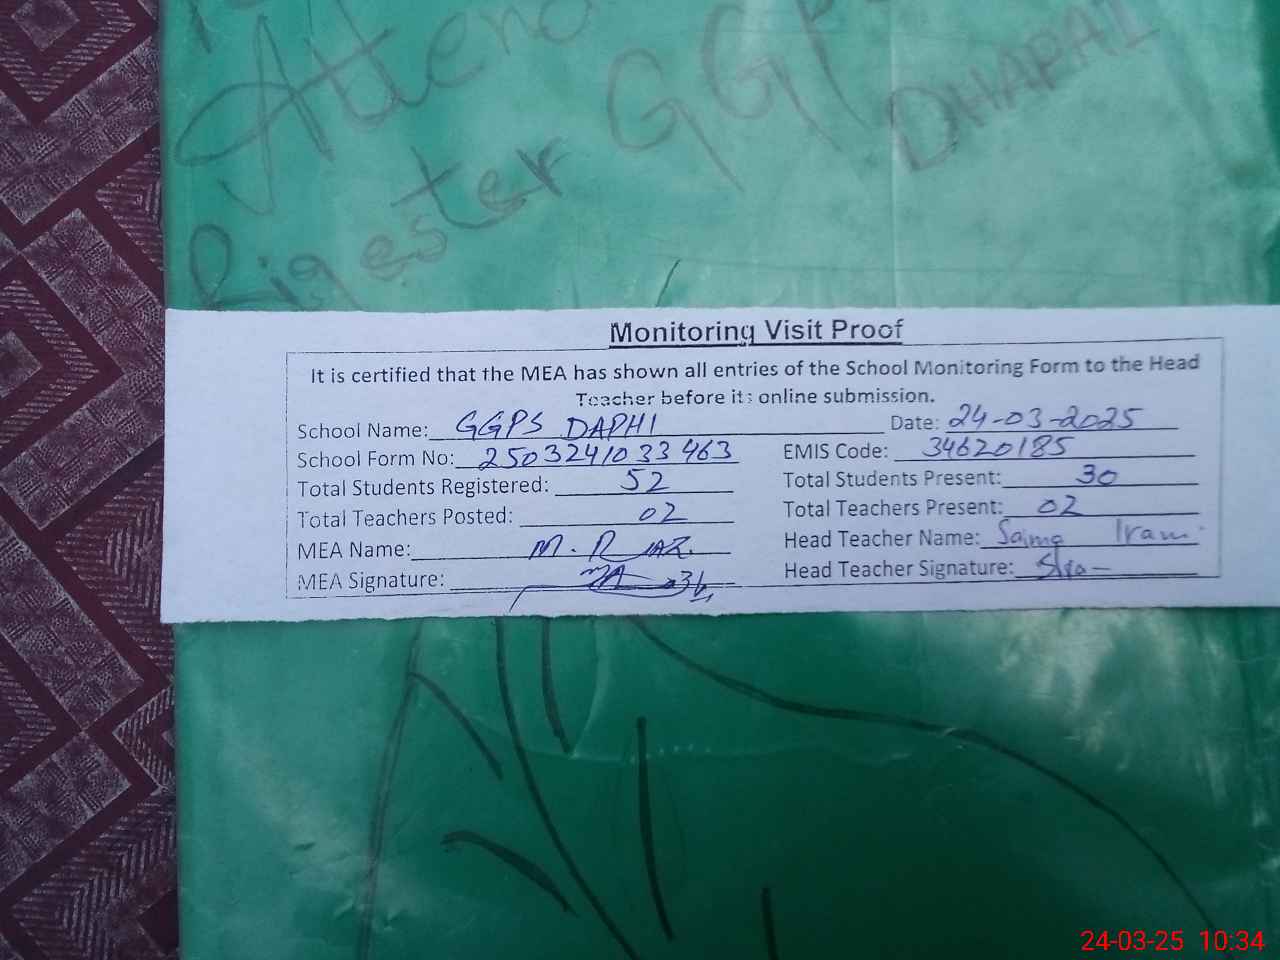 Attend
Rigester GGP
DHAPAI
Monitoring Visit Proof
It is certified that the MEA has shown all entries of the School Monitoring Form to the Head
Teacher before its online submission.
School Name: GGPS DAPHI Date: 24-03-2025
School Form No: 2503241033463 EMIS Code: 34620185
Total Students Registered: 52 Total Students Present: 30
Total Teachers Posted: 02 Total Teachers Present: 02
MEA Name: M. RIAZ Head Teacher Name: Saima Iram
MEA Signature: Head Teacher Signature:
24-03-25 10:34